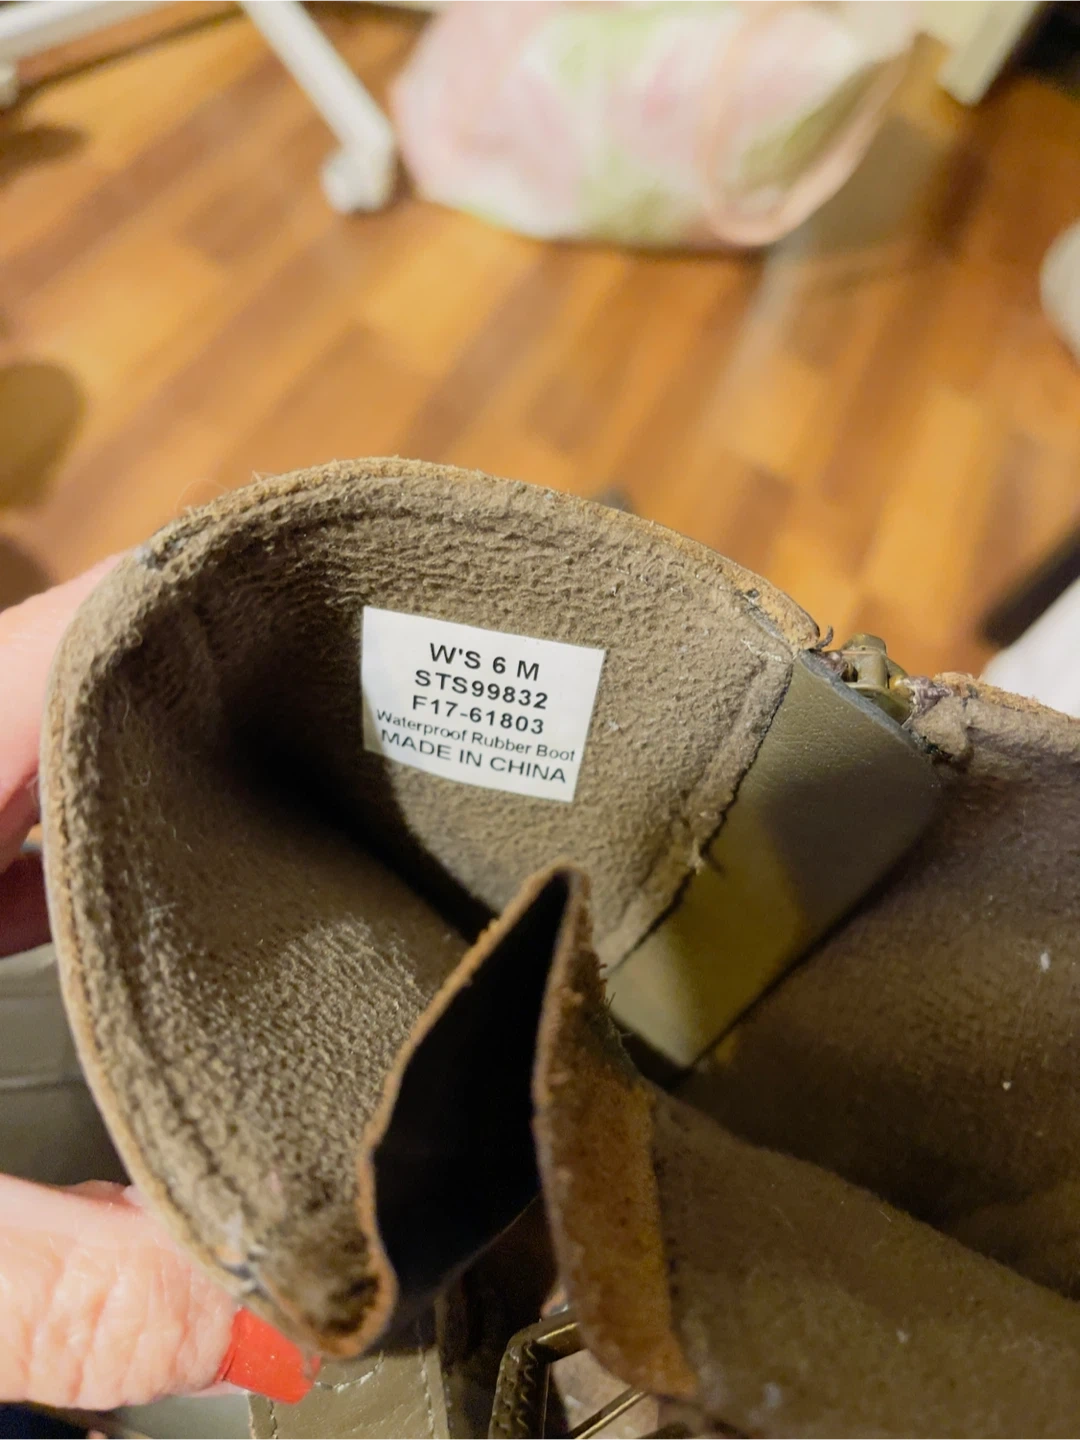 W'S 6 M
STS99832
F17-61803
Waterproof Rubber Boot
MADE IN CHINA